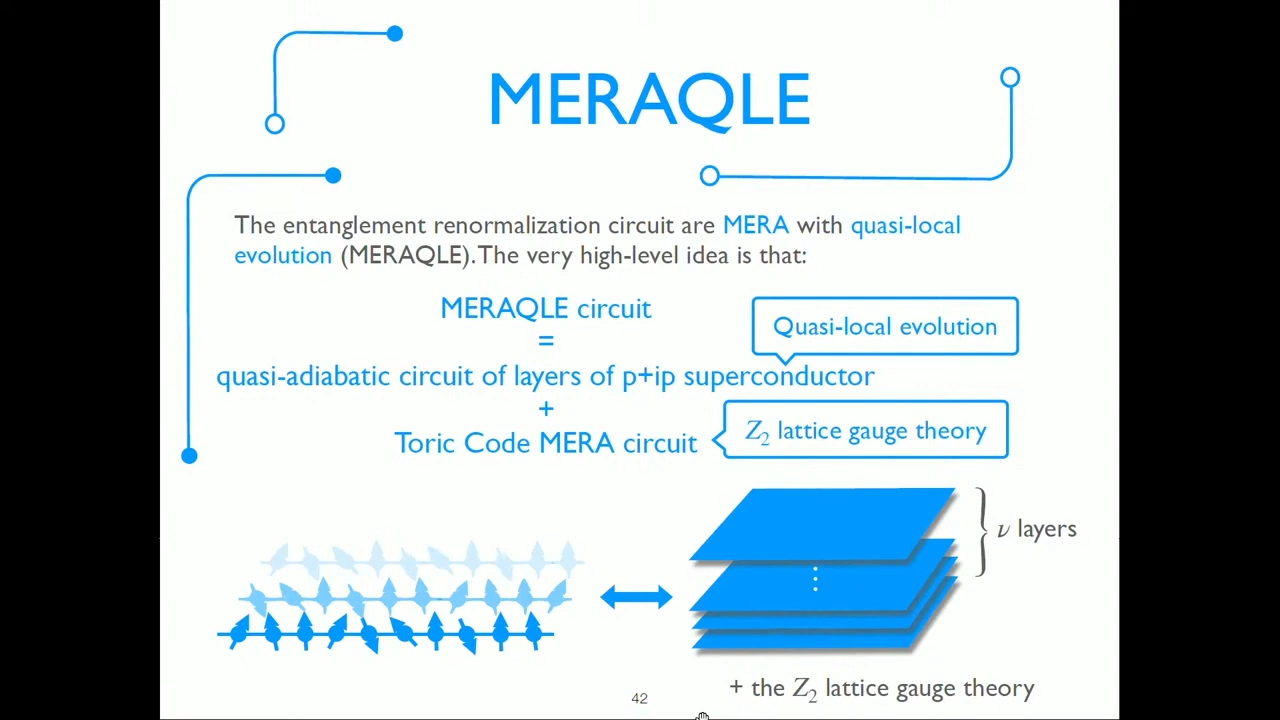 MERAQLE
The entanglement renormalization circuit are MERA with quasi-local
evolution (MERAQLE). The very high-level idea is that:
MERAQLE circuit
=
Quasi-local evolution
quasi-adiabatic circuit of layers of p+ip superconductor
+
Toric Code MERA circuit
Z₂ lattice gauge theory
ν layers
+ the Z₂ lattice gauge theory
42